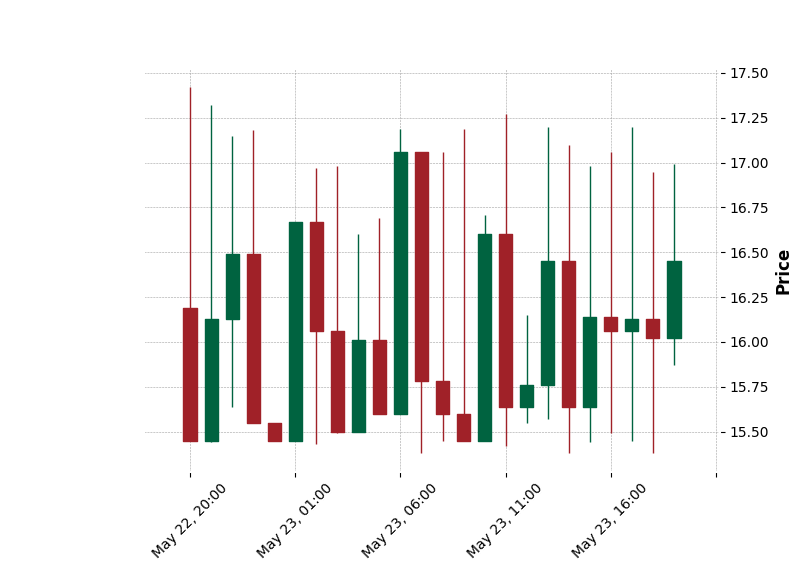 17.50
17.25
17.00
16.75
16.50
16.25
16.00
15.75
15.50
Price
May 22, 20:00
May 23, 01:00
May 23, 06:00
May 23, 11:00
May 23, 16:00